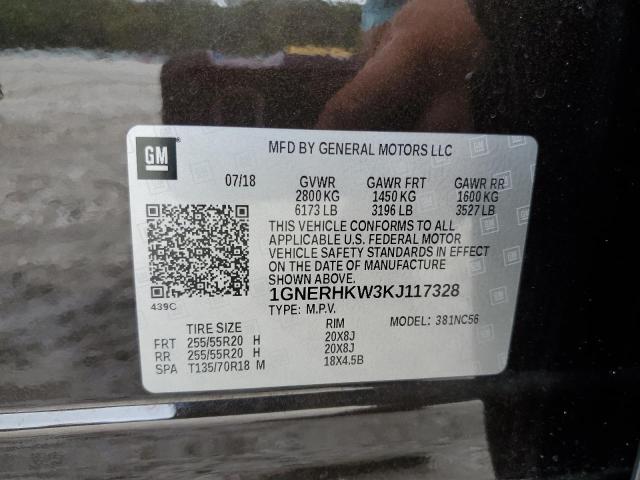 GM
MFD BY GENERAL MOTORS LLC
07/18 GVWR GAWR FRT GAWR RR
2800 KG 1450 KG 1600 KG
6173 LB 3196 LB 3527 LB
THIS VEHICLE CONFORMS TO ALL
APPLICABLE U.S. FEDERAL MOTOR
VEHICLE SAFETY STANDARDS IN EFFECT
ON THE DATE OF MANUFACTURE
SHOWN ABOVE.
439C
1GNERHKW3KJ117328
TYPE: M.P.V. MODEL: 381NC56
TIRE SIZE RIM
FRT 255/55R20 H 20X8J
RR 255/55R20 H 20X8J
SPA T135/70R18 M 18X4.5B